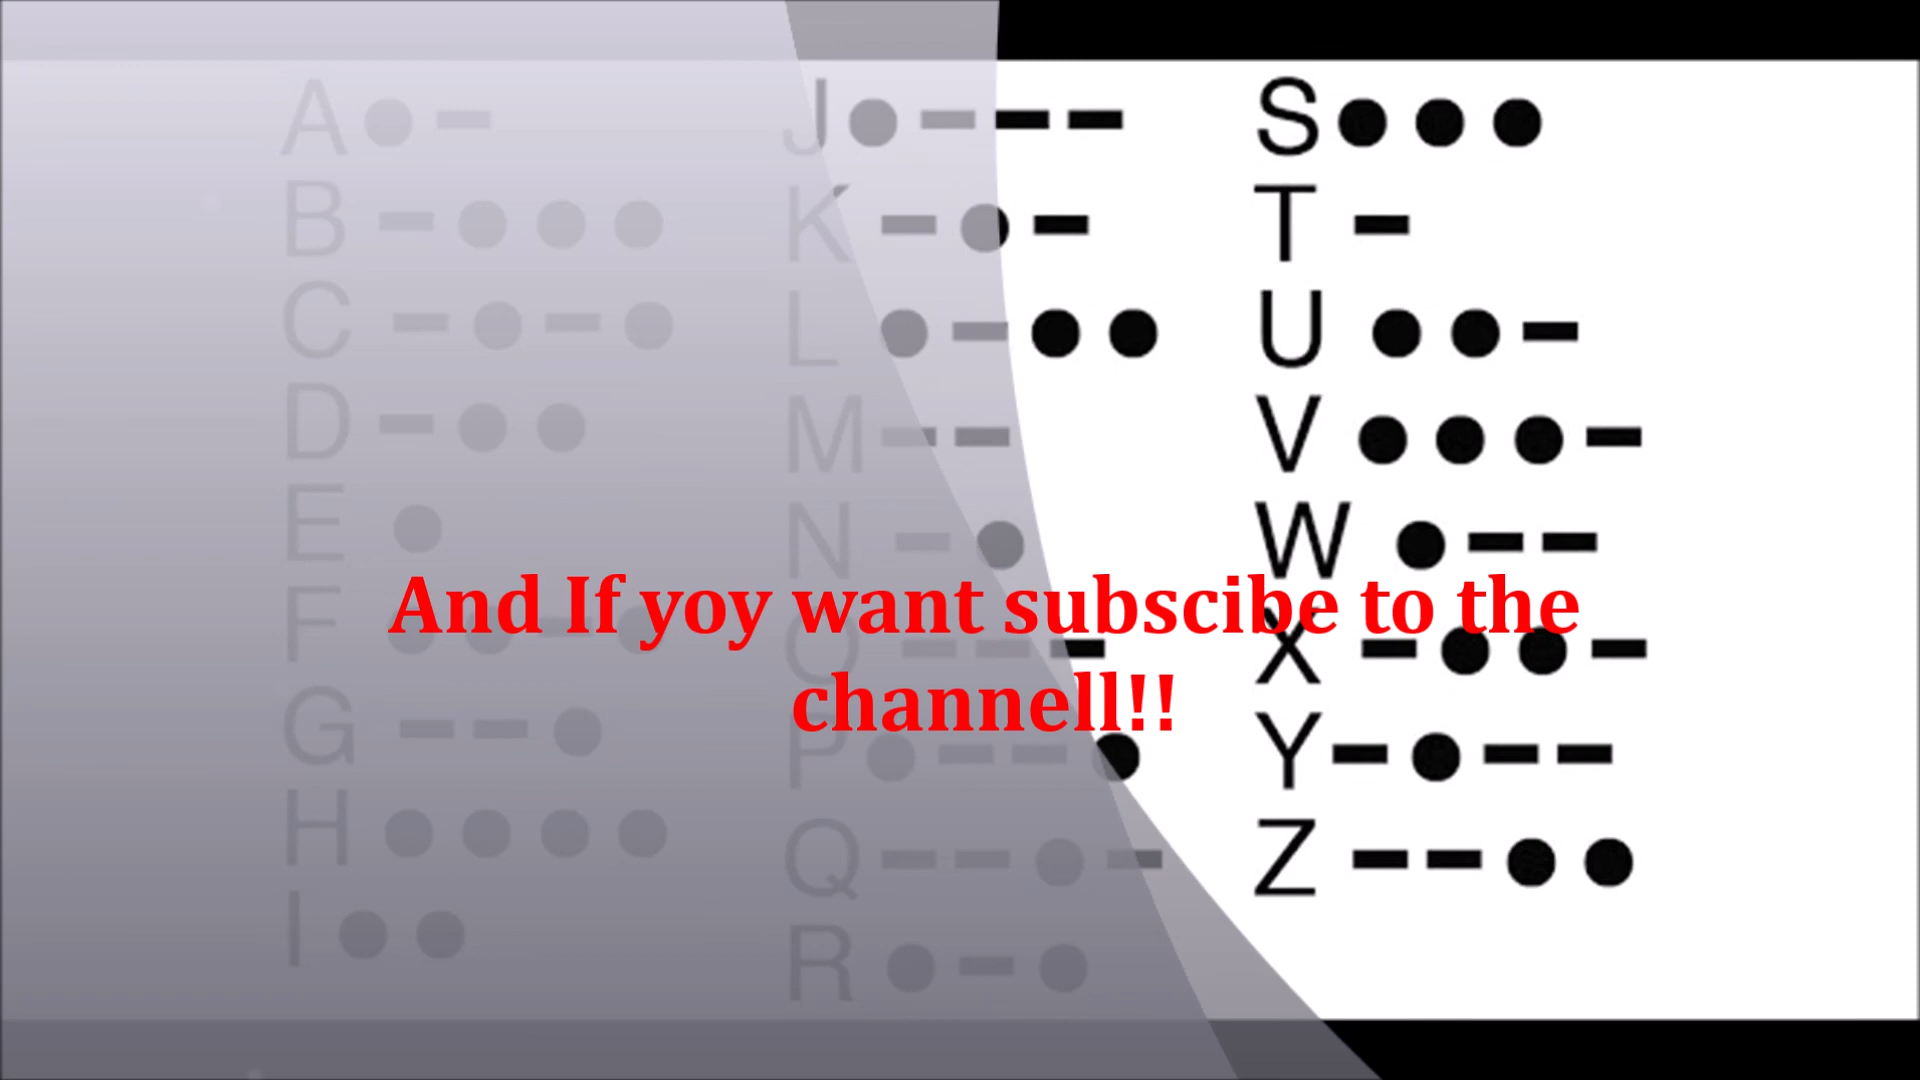 A ● -
B - ● ● ●
C - ● - ●
D - ● ●
E ●
F ● ● - ●
G - - ●
H ● ● ● ●
I ● ●
J ● - - -
K - ● -
L ● - ● ●
M - -
N - ●
O - - -
P ● - - ●
Q - - ● -
R ● - ●
S ● ● ●
T -
U ● ● -
V ● ● ● -
W ● - -
X - ● ● -
Y - ● - -
Z - - ● ●
And If yoy want subscibe to the
channell!!